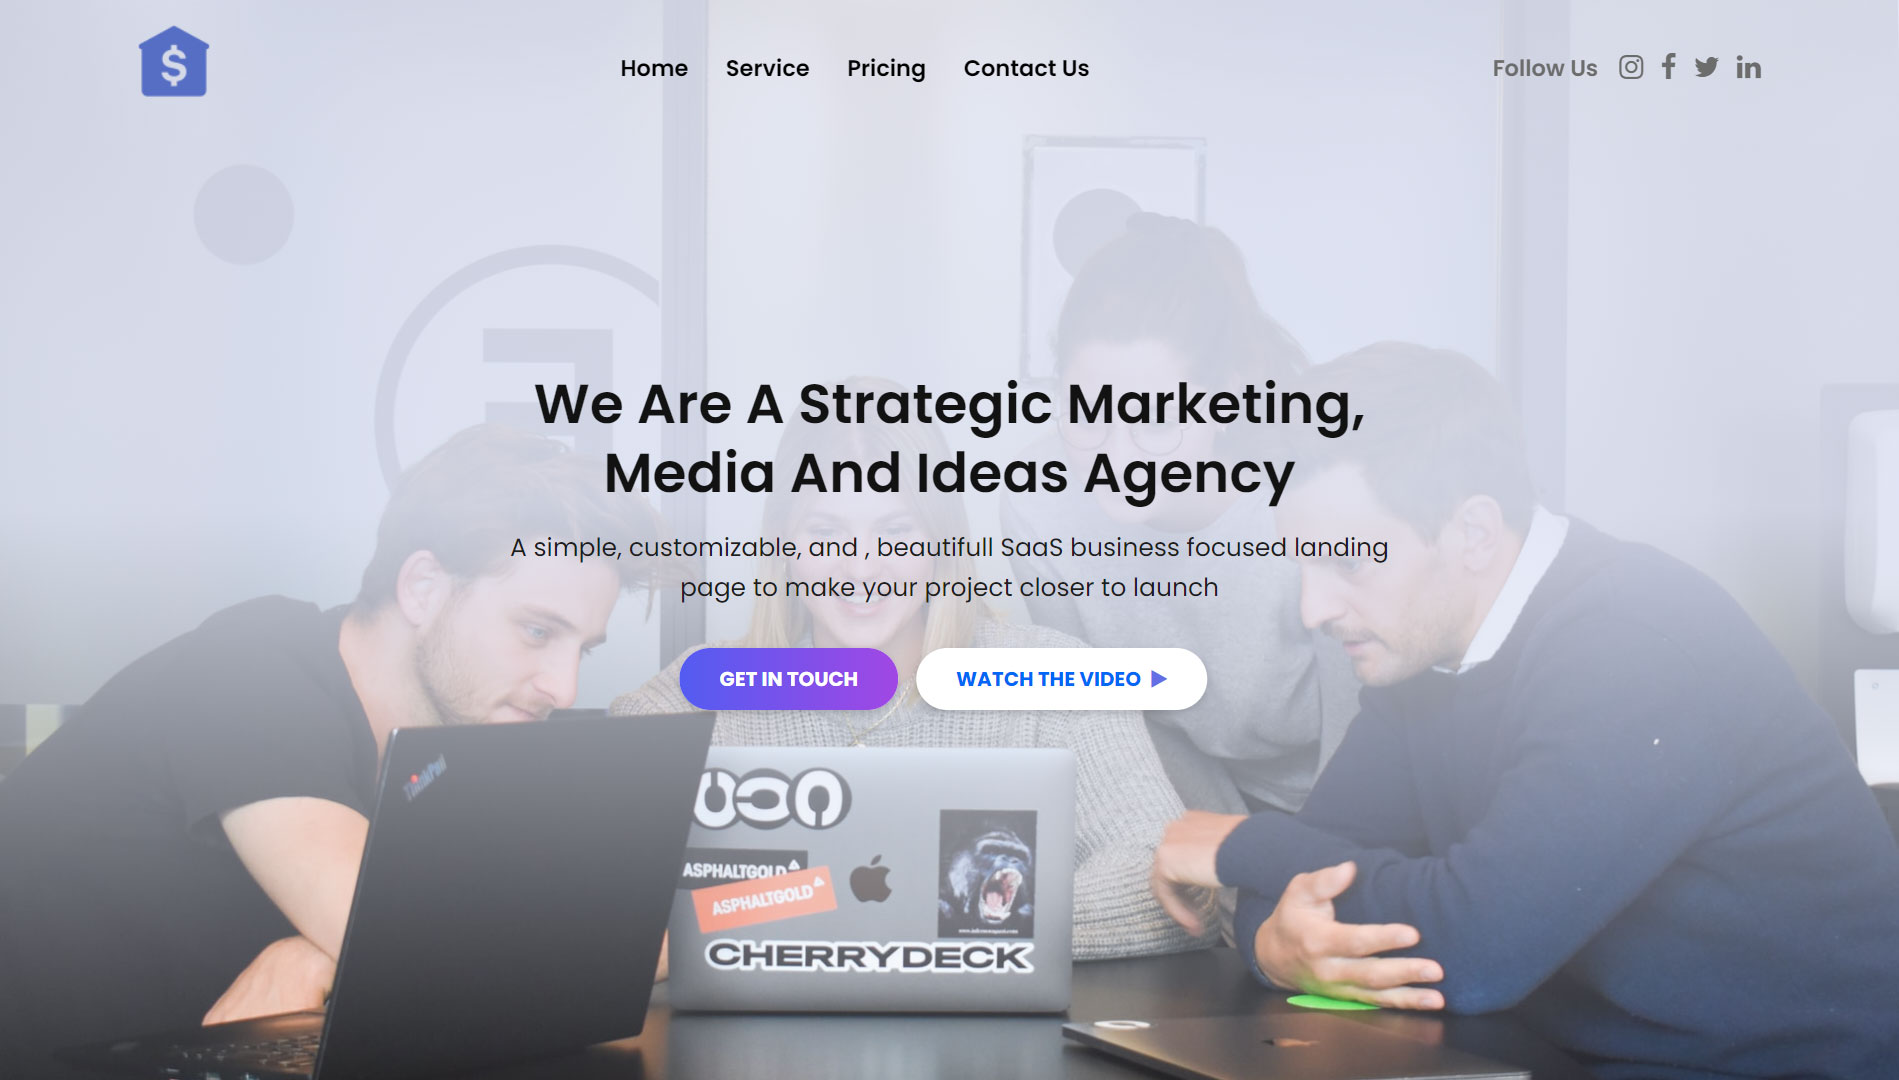 $
Home Service Pricing Contact Us
Follow Us
We Are A Strategic Marketing,
Media And Ideas Agency
A simple, customizable, and , beautifull SaaS business focused landing
page to make your project closer to launch
GET IN TOUCH
WATCH THE VIDEO
ThinkPad
ASPHALTGOLD
ASPHALTGOLD
CHERRYDECK